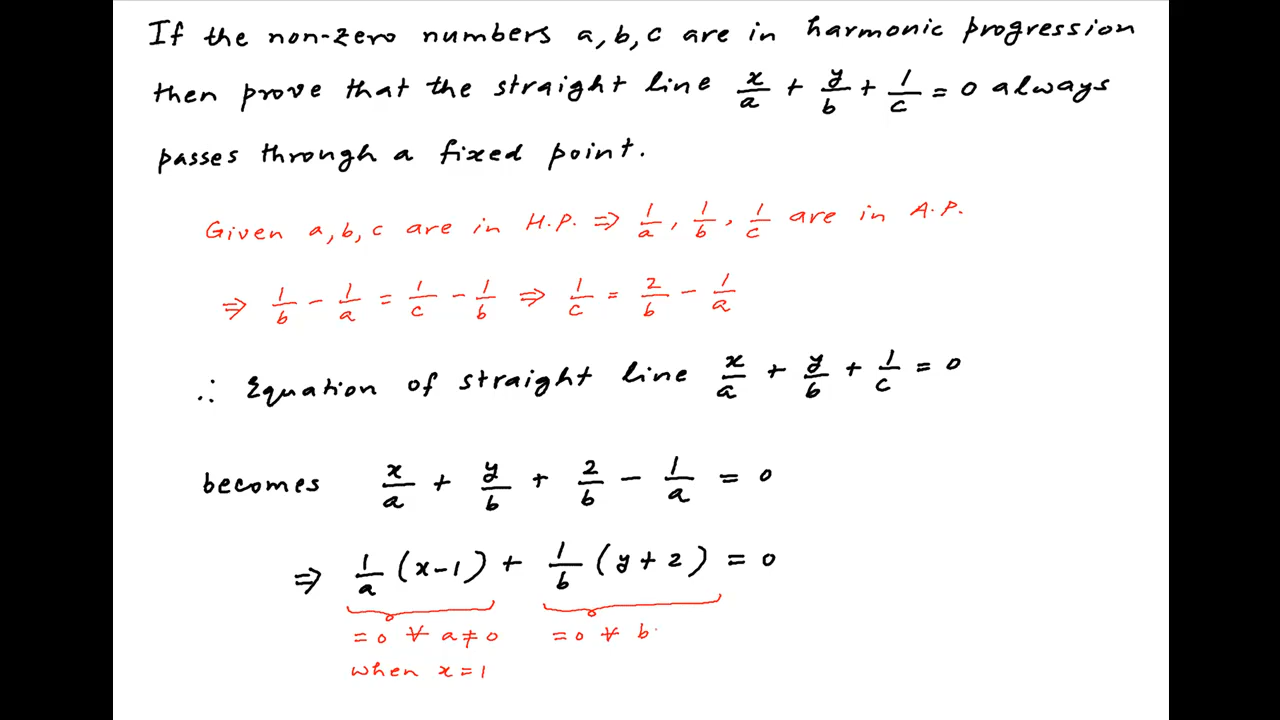 If the non-zero numbers a, b, c are in harmonic progression
then prove that the straight line x/a + y/b + 1/c = 0 always
passes through a fixed point.
Given a, b, c are in H.P. ⇒ 1/a, 1/b, 1/c are in A.P.
⇒ 1/b - 1/a = 1/c - 1/b ⇒ 1/c = 2/b - 1/a
∴ Equation of straight line x/a + y/b + 1/c = 0
becomes x/a + y/b + 2/b - 1/a = 0
⇒ 1/a (x-1) + 1/b (y+2) = 0
= 0 ∀ a ≠ 0 = 0 ∀ b
when x = 1